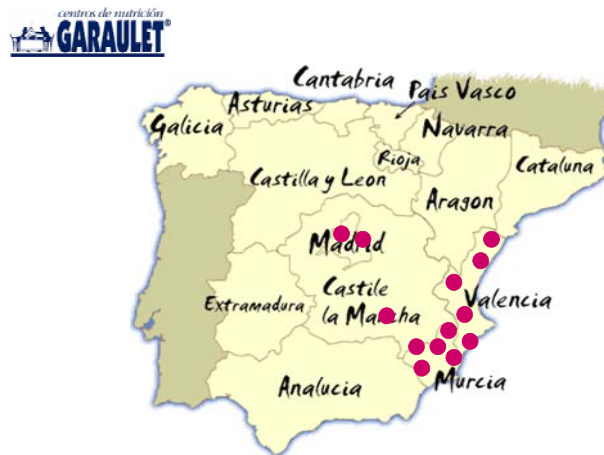 centros de nutrición
GARAULET®
Cantabria
Pais Vasco
Asturias
Galicia
Navarra
Rioja
Cataluna
Castilla y Leon
Aragon
Madrid
Castile
la Mancha
Valencia
Extramadura
Analucia
Murcia